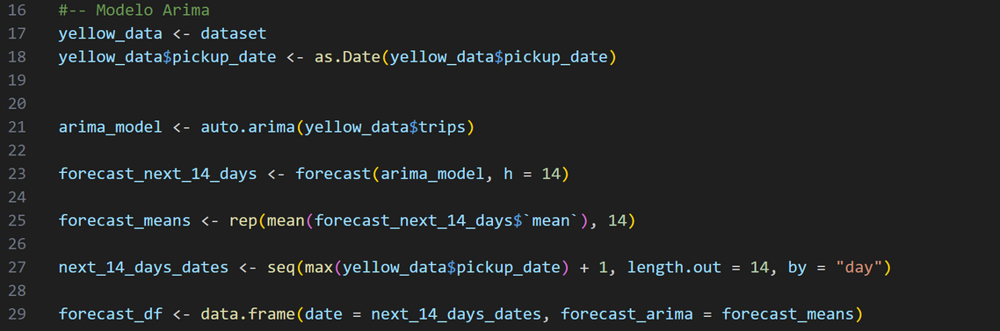 16 #-- Modelo Arima
17 yellow_data <- dataset
18 yellow_data$pickup_date <- as.Date(yellow_data$pickup_date)
19
20
21 arima_model <- auto.arima(yellow_data$trips)
22
23 forecast_next_14_days <- forecast(arima_model, h = 14)
24
25 forecast_means <- rep(mean(forecast_next_14_days$`mean`), 14)
26
27 next_14_days_dates <- seq(max(yellow_data$pickup_date) + 1, length.out = 14, by = "day")
28
29 forecast_df <- data.frame(date = next_14_days_dates, forecast_arima = forecast_means)